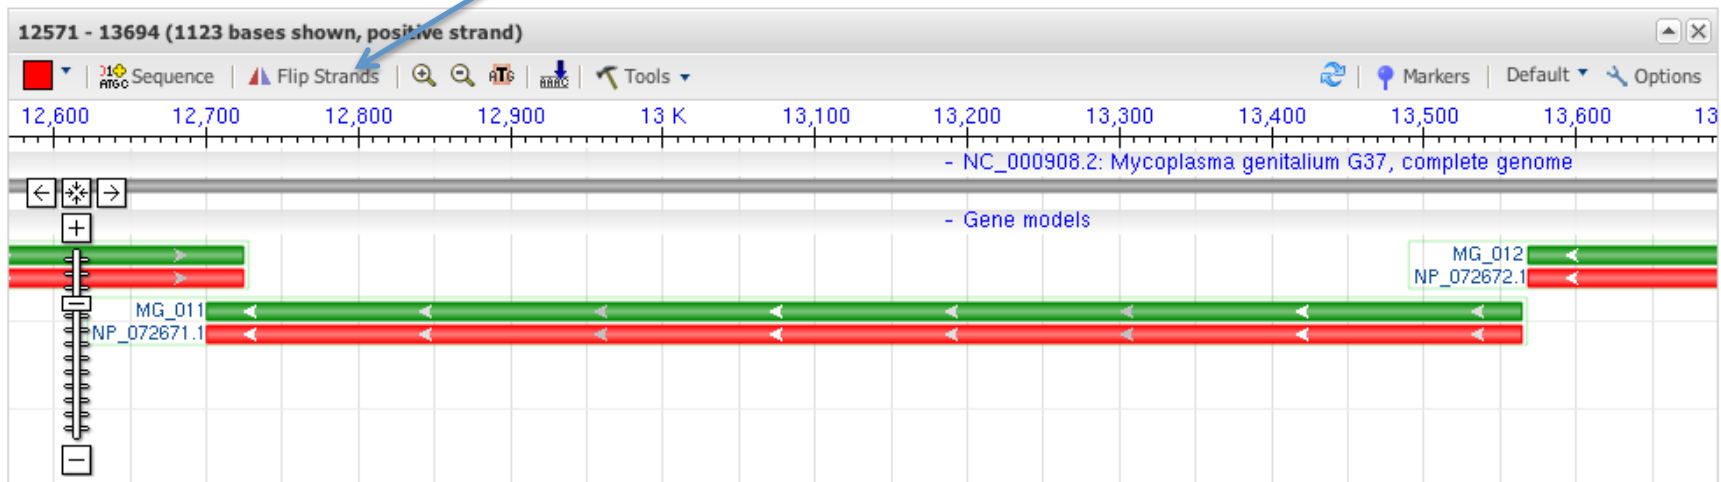 12571 - 13694 (1123 bases shown, positive strand)
Sequence Flip Strands ATG Tools Markers Default Options
12,600 12,700 12,800 12,900 13 K 13,100 13,200 13,300 13,400 13,500 13,600 13
- NC_000908.2: Mycoplasma genitalium G37, complete genome
- Gene models
MG_012
NP_072672.1
MG_011
NP_072671.1